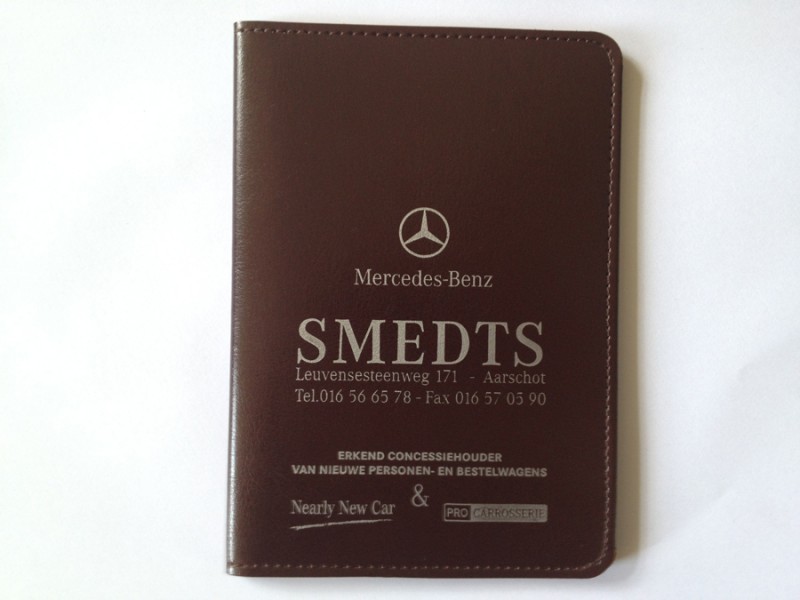 Mercedes-Benz
SMEDTS
Leuvensesteenweg 171 - Aarschot
Tel.016 56 65 78 - Fax 016 57 05 90
ERKEND CONCESSIEHOUDER
VAN NIEUWE PERSONEN- EN BESTELWAGENS
Nearly New Car & PRO CARROSSERIE